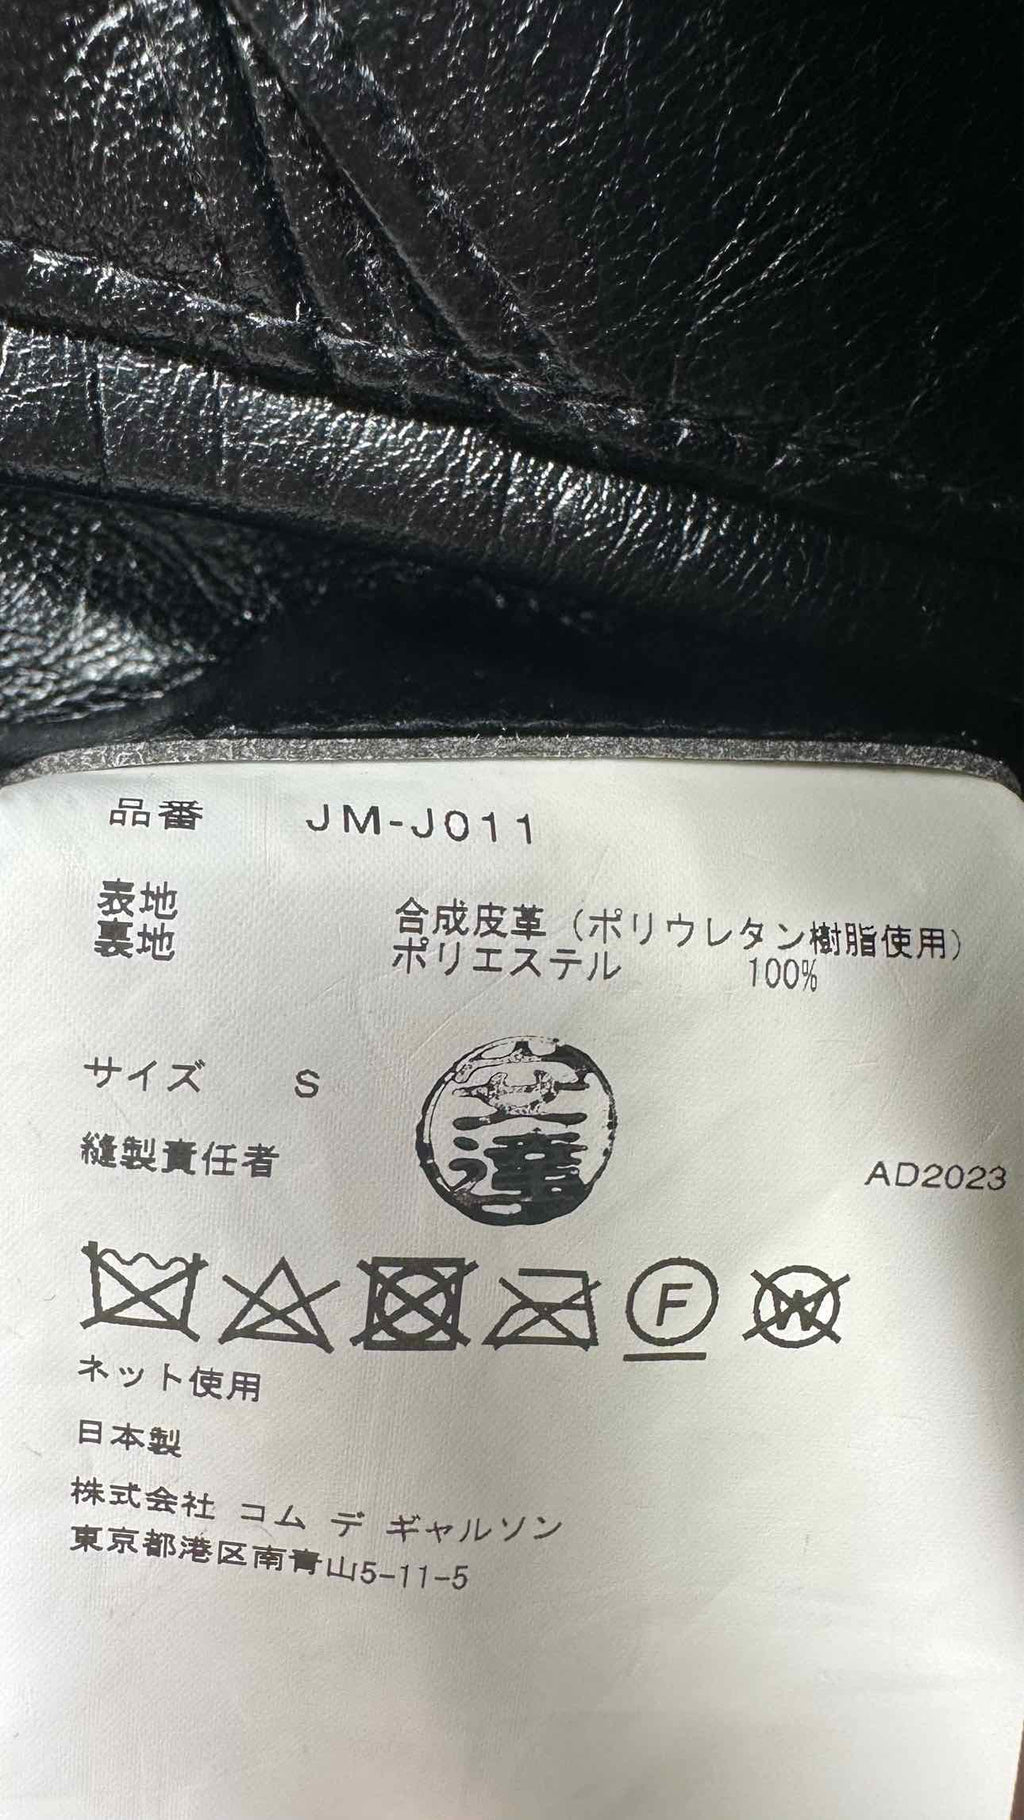 品番 JM-J011
表地 合成皮革（ポリウレタン樹脂使用）
裏地 ポリエステル 100%
サイズ S
縫製責任者
達
AD2023
F
W
ネット使用
日本製
株式会社 コム デ ギャルソン
東京都港区南青山5-11-5